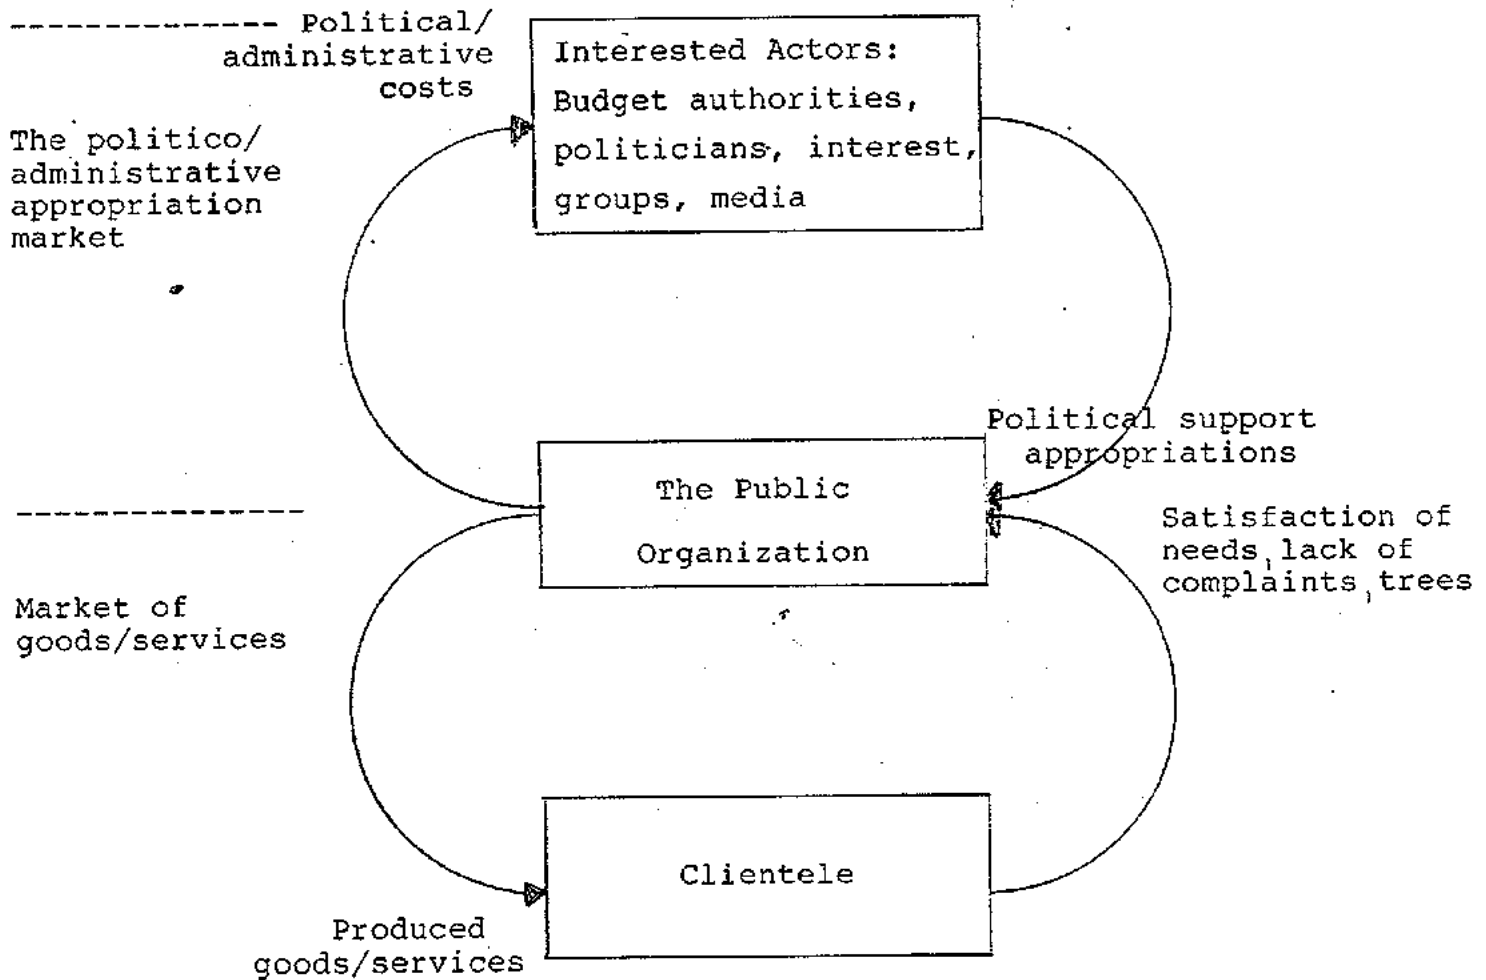 -------------- Political/
administrative
costs
Interested Actors:
Budget authorities,
politicians, interest,
groups, media
The politico/
administrative
appropriation
market
Political support
appropriations
The Public
Organization
---------------
Satisfaction of
needs, lack of
complaints, trees
Market of
goods/services
Clientele
Produced
goods/services